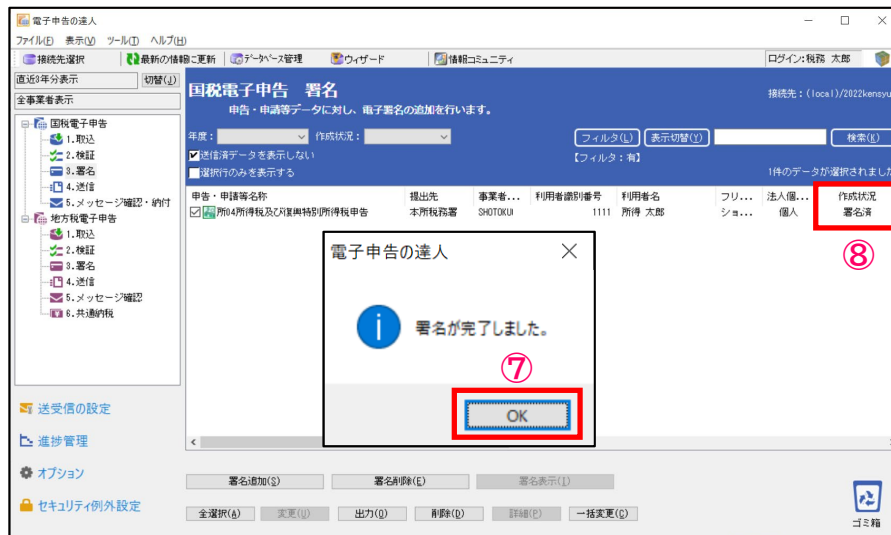 電子申告の達人
ファイル(F) 表示(V) ツール(T) ヘルプ(H)
接続先選択 最新の情報に更新 データベース管理 ウィザード 情報コミュニティ ログイン:税務 太郎
直近3年分表示 切替(J)
全事業者表示
国税電子申告
1.取込
2.検証
3.署名
4.送信
5.メッセージ確認・納付
地方税電子申告
1.取込
2.検証
3.署名
4.送信
5.メッセージ確認
6.共通納税
送受信の設定
進捗管理
オプション
セキュリティ例外設定
国税電子申告 署名
申告・申請等データに対し、電子署名の追加を行います。
接続先:(local)/2022kensyu
年度: 作成状況: フィルタ(L) 表示切替(Y) 検索(K)
送信済データを表示しない 【フィルタ:有】
選択行のみを表示する 1件のデータが選択されました
申告・申請等名称 提出先 事業者... 利用者識別番号 利用者名 フリ... 法人個... 作成状況
所04所得税及び復興特別所得税申告 本所税務署 SHOTOKUI 1111 所得 太郎 ショ... 個人 署名済
⑧
電子申告の達人
署名が完了しました。
⑦
OK
署名追加(S) 署名削除(E) 署名表示(I)
全選択(A) 変更(U) 出力(O) 削除(D) 詳細(P) 一括変更(C)
ゴミ箱